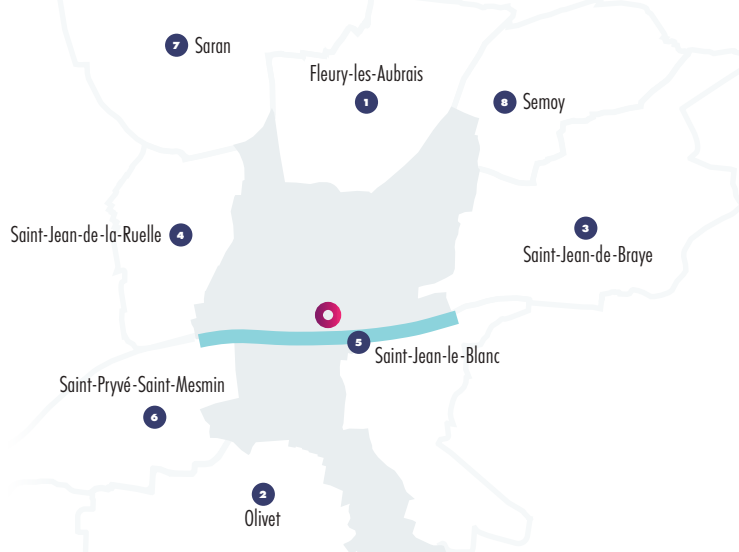 7 Saran
Fleury-les-Aubrais
1
8 Semoy
Saint-Jean-de-la-Ruelle 4
3
Saint-Jean-de-Braye
5
Saint-Jean-le-Blanc
Saint-Pryvé-Saint-Mesmin
6
2
Olivet